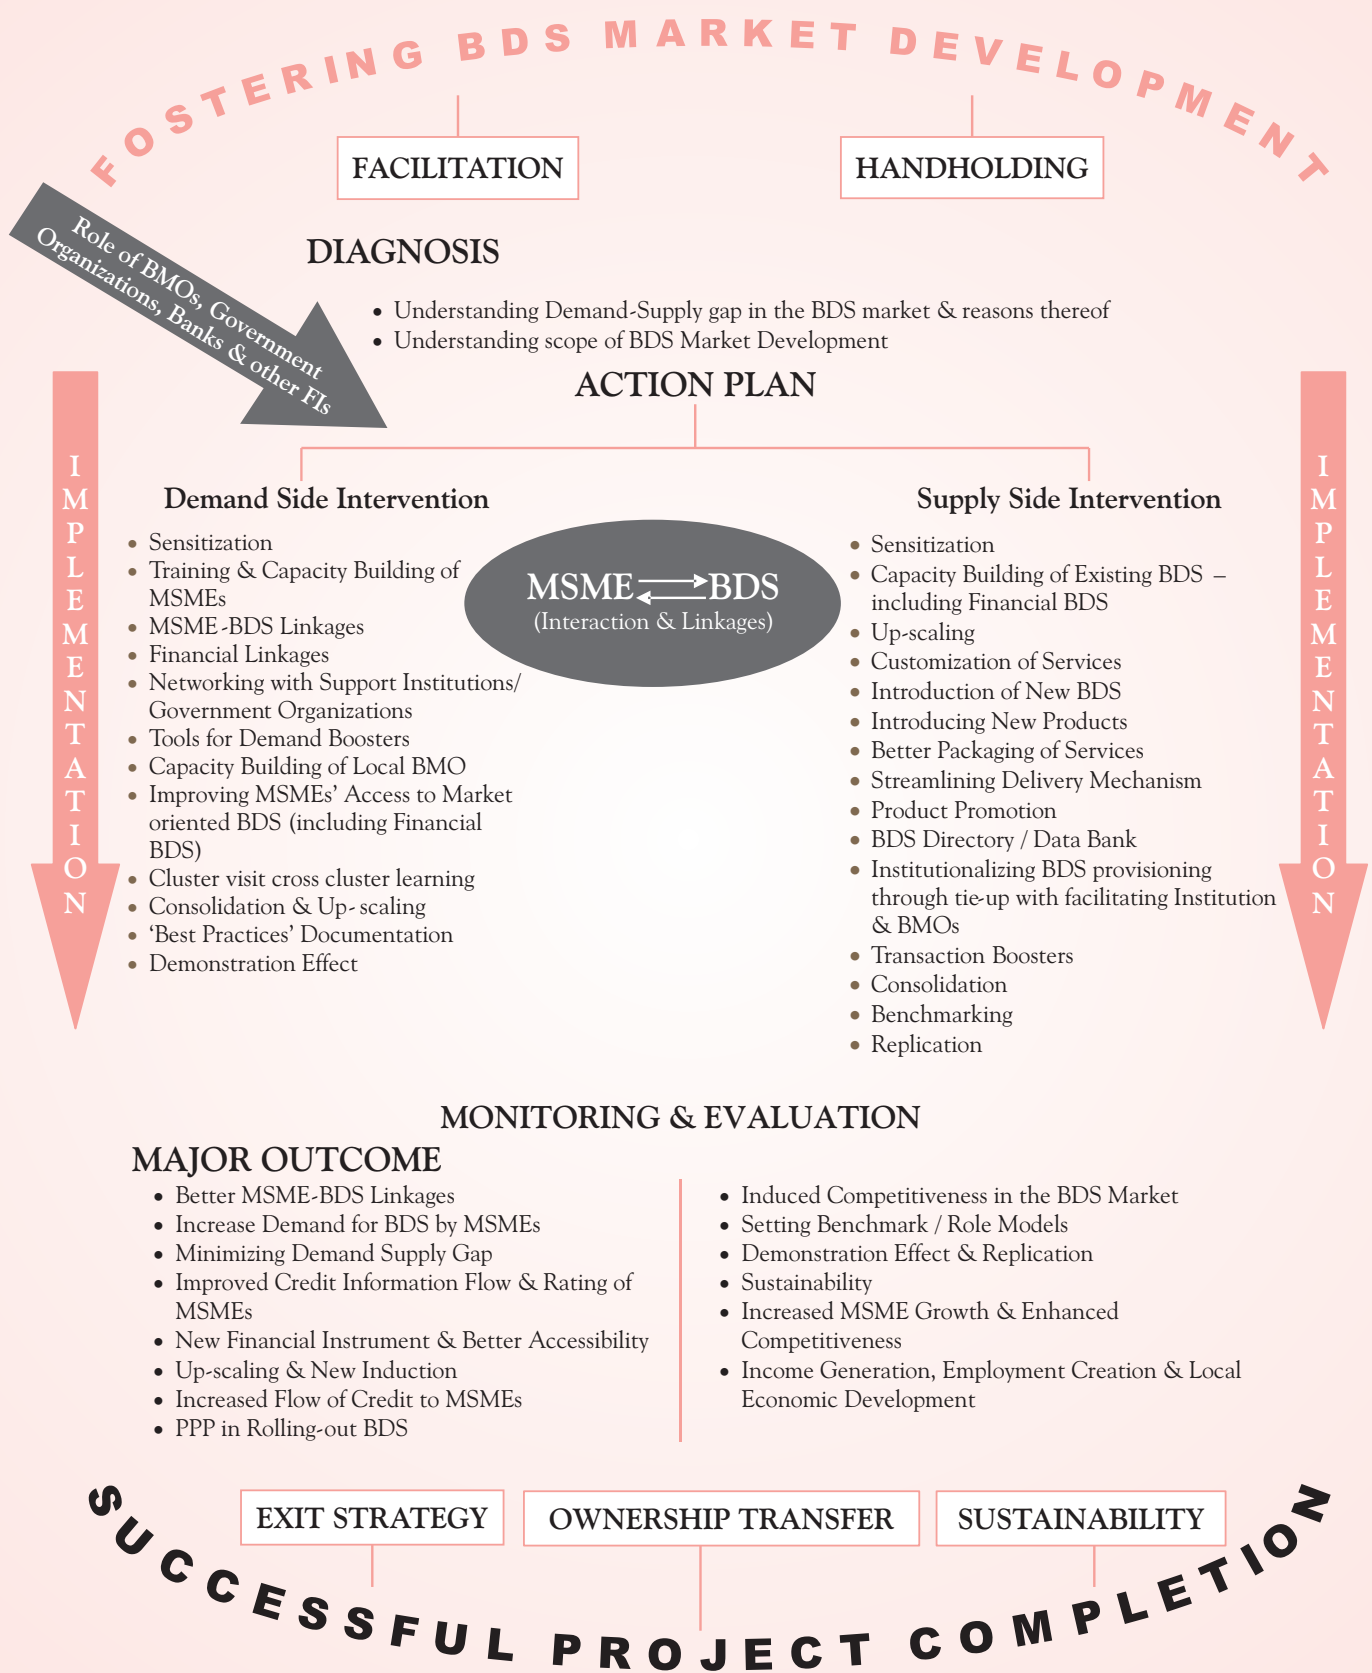 FOSTERING BDS MARKET DEVELOPMENT
FACILITATION
HANDHOLDING
Role of BMOs, Government
Organizations, Banks & other FIs
DIAGNOSIS
• Understanding Demand-Supply gap in the BDS market & reasons thereof
• Understanding scope of BDS Market Development
ACTION PLAN
IMPLEMENTATION
Demand Side Intervention
• Sensitization
• Training & Capacity Building of
MSMEs
• MSME-BDS Linkages
• Financial Linkages
• Networking with Support Institutions/
Government Organizations
• Tools for Demand Boosters
• Capacity Building of Local BMO
• Improving MSMEs’ Access to Market
oriented BDS (including Financial
BDS)
• Cluster visit cross cluster learning
• Consolidation & Up-scaling
• ‘Best Practices’ Documentation
• Demonstration Effect
MSME BDS
(Interaction & Linkages)
Supply Side Intervention
• Sensitization
• Capacity Building of Existing BDS –
including Financial BDS
• Up-scaling
• Customization of Services
• Introduction of New BDS
• Introducing New Products
• Better Packaging of Services
• Streamlining Delivery Mechanism
• Product Promotion
• BDS Directory / Data Bank
• Institutionalizing BDS provisioning
through tie-up with facilitating Institution
& BMOs
• Transaction Boosters
• Consolidation
• Benchmarking
• Replication
IMPLEMENTATION
MONITORING & EVALUATION
MAJOR OUTCOME
• Better MSME-BDS Linkages
• Increase Demand for BDS by MSMEs
• Minimizing Demand Supply Gap
• Improved Credit Information Flow & Rating of
MSMEs
• New Financial Instrument & Better Accessibility
• Up-scaling & New Induction
• Increased Flow of Credit to MSMEs
• PPP in Rolling-out BDS
• Induced Competitiveness in the BDS Market
• Setting Benchmark / Role Models
• Demonstration Effect & Replication
• Sustainability
• Increased MSME Growth & Enhanced
Competitiveness
• Income Generation, Employment Creation & Local
Economic Development
EXIT STRATEGY
OWNERSHIP TRANSFER
SUSTAINABILITY
SUCCESSFUL PROJECT COMPLETION